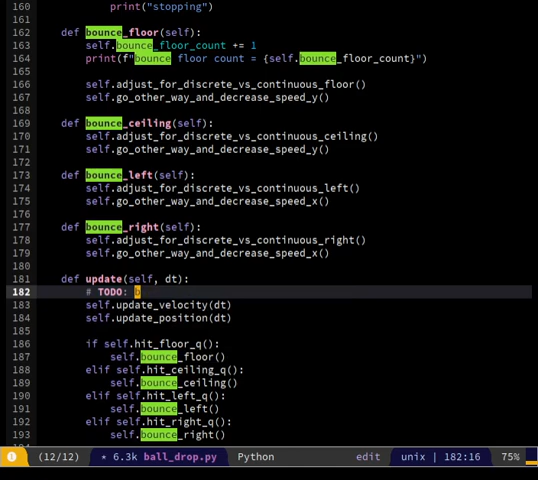 160 print("stopping")
161
162 def bounce_floor(self):
163 self.bounce_floor_count += 1
164 print(f"bounce floor count = {self.bounce_floor_count}")
165
166 self.adjust_for_discrete_vs_continuous_floor()
167 self.go_other_way_and_decrease_speed_y()
168
169 def bounce_ceiling(self):
170 self.adjust_for_discrete_vs_continuous_ceiling()
171 self.go_other_way_and_decrease_speed_y()
172
173 def bounce_left(self):
174 self.adjust_for_discrete_vs_continuous_left()
175 self.go_other_way_and_decrease_speed_x()
176
177 def bounce_right(self):
178 self.adjust_for_discrete_vs_continuous_right()
179 self.go_other_way_and_decrease_speed_x()
180
181 def update(self, dt):
182 # TODO: b
183 self.update_velocity(dt)
184 self.update_position(dt)
185
186 if self.hit_floor_q():
187 self.bounce_floor()
188 elif self.hit_ceiling_q():
189 self.bounce_ceiling()
190 elif self.hit_left_q():
191 self.bounce_left()
192 elif self.hit_right_q():
193 self.bounce_right()
(12/12) * 6.3k ball_drop.py Python edit unix | 182:16 75%